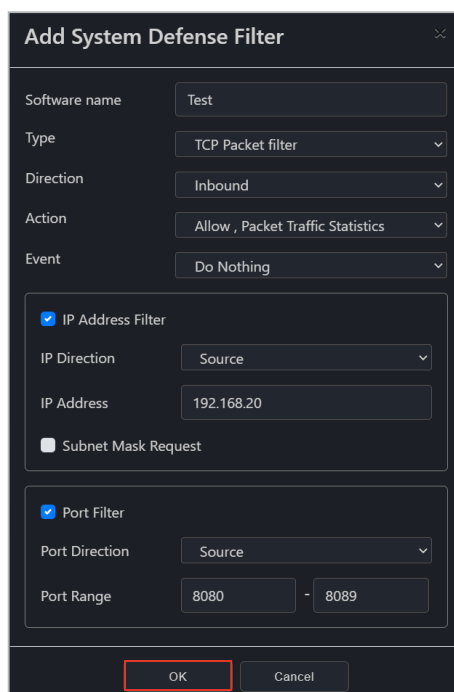 Add System Defense Filter
Software name Test
Type TCP Packet filter
Direction Inbound
Action Allow , Packet Traffic Statistics
Event Do Nothing
IP Address Filter
IP Direction Source
IP Address 192.168.20
Subnet Mask Request
Port Filter
Port Direction Source
Port Range 8080 - 8089
OK Cancel